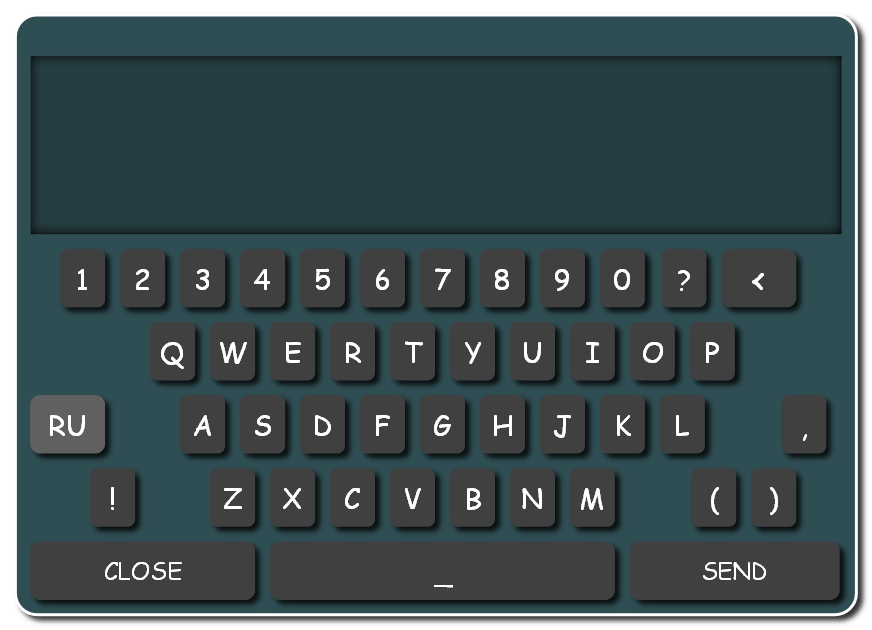 1 2 3 4 5 6 7 8 9 0 ? <
Q W E R T Y U I O P
RU A S D F G H J K L ,
! Z X C V B N M ( )
CLOSE _ SEND